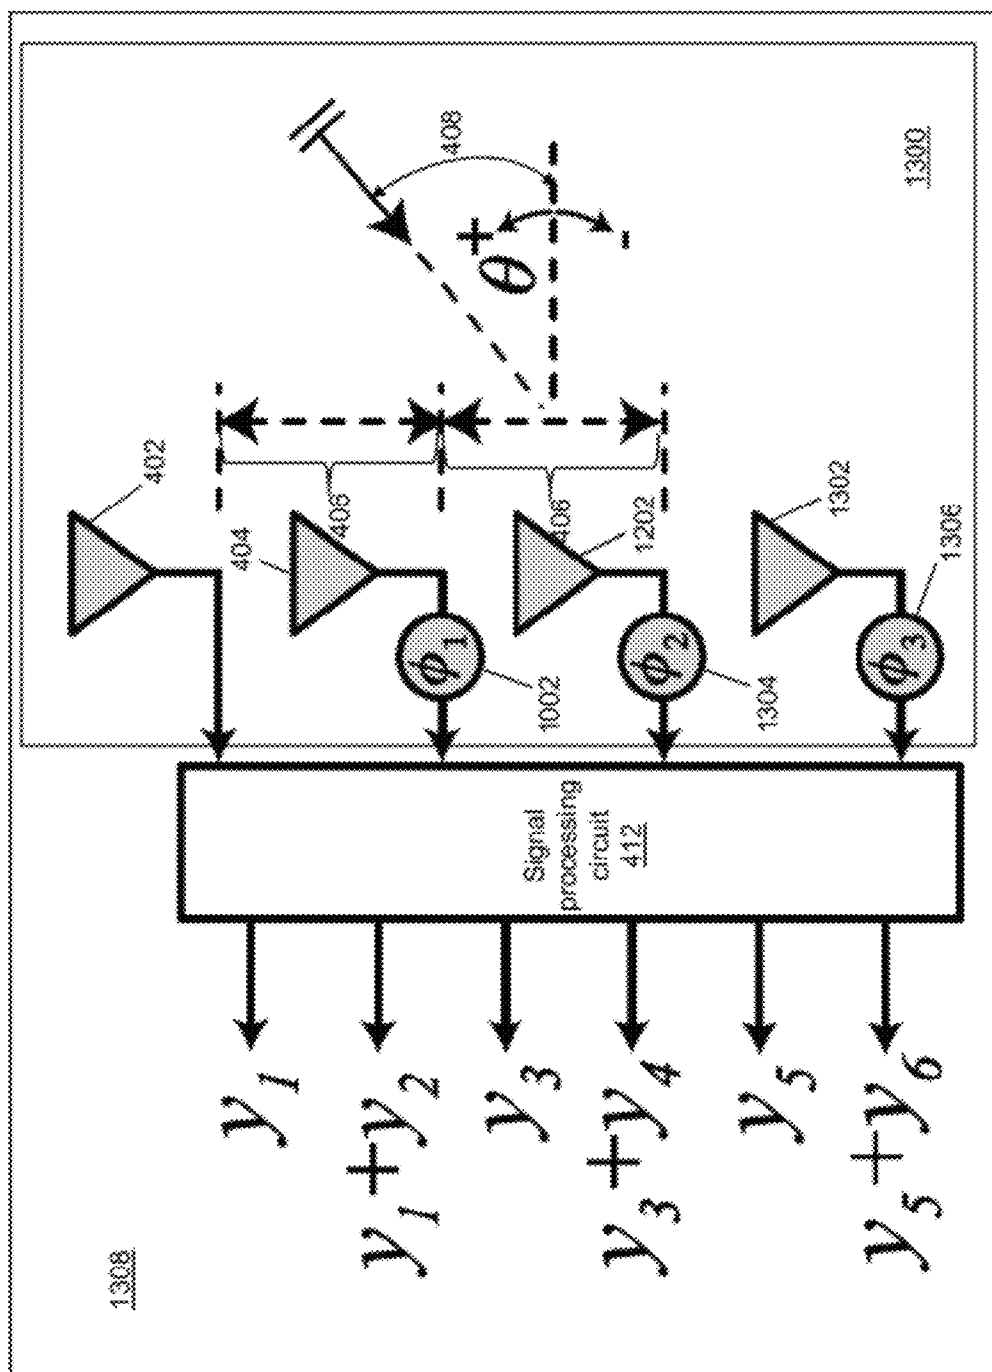 1308
402
y1
404
406
y1+y2
ϕ1
408
+
θ
y3
1002
Signal
processing
circuit
412
406
-
y3+y4
1202
ϕ2
y5
1304
1302
y5+y6
ϕ3
1306
1300